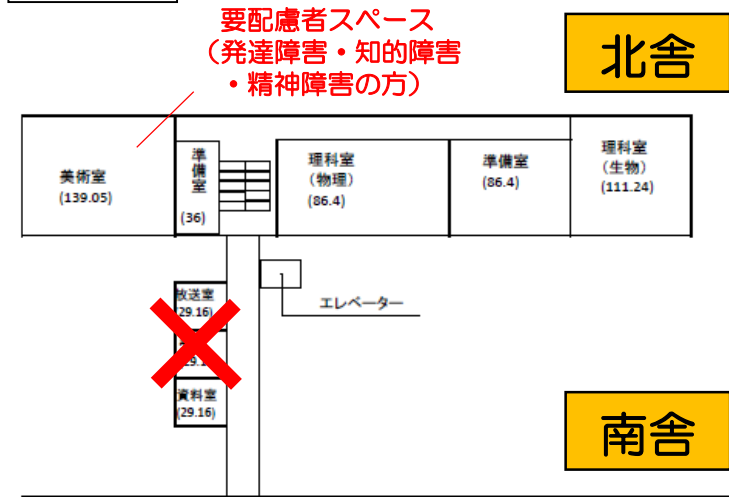 要配慮者スペース
（発達障害・知的障害
・精神障害の方）
北舎
美術室
(139.05)
準備室
(36)
理科室
(物理)
(86.4)
準備室
(86.4)
理科室
(生物)
(111.24)
放送室
(29.16)
エレベーター
資料室
(29.16)
南舎